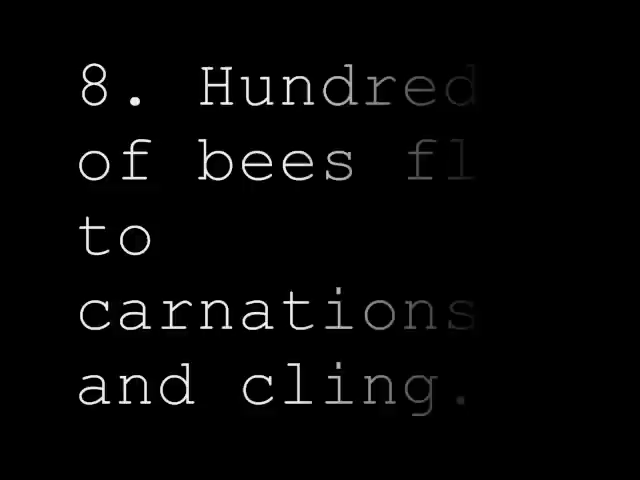 8. Hundred
of bees fl
to
carnations
and cling.